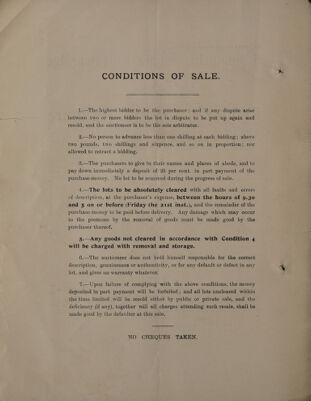 CONDITIONS OF SALE.
1.—The highest bidder to be the purchaser: and if any dispute arise
between two or more bidders the lot in dispute to be put up again and
resold, and the auctioneer is to be the sole arbitrator.
2.—No person to advance less than one shilling at each bidding; above
two pounds, two shillings and sixpence, and so on in proportion; nor
allowed to retract a bidding.
3.—The purchasers to give in their names and places of abode, and to
pay down immediately a deposit of 25 per cent. in part payment of the
purchase-money. No lot to be removed during the progress of sale.
4.—The lots to be absolutely cleared with all faults and errors
of description, at the purchaser's expense, between the hours of 9.30
and 5 on or before (Friday the 21st inst.), and the remainder of the
purchase-money to be paid before delivery. Any damage which may occur
to the premises by the removal of goods must be made good by the
purchaser thereof.
5.—Any goods not cleared in accordance with Condition 4
will be charged with removal and storage.
6.—The auctioneer does not hold himself responsible for the correct
description, genuineness or authenticity, or for any default or defect in any
lot, and gives no warranty whatever.
7.—Upon failure of complying with the above conditions, the money
deposited in part payment will be forfeited; and all lots uncleared within
the time limited will be resold either by public or private sale, and the
deficiency (if any), together with all charges attending such resale, shall be
made good by the defaulter at this sale.
NO CHEQUES TAKEN.